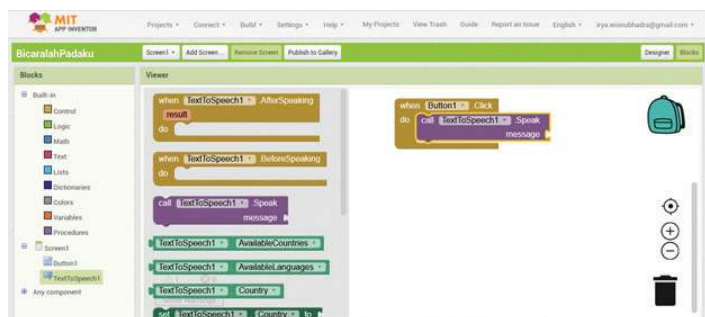 MIT
APP INVENTOR
Projects Connect Build Settings Help My Projects View Trash Guide Report an Issue English irya.wisnubhadra@gmail.com
BicaralahPadaku
Screen1 Add Screen ... Remove Screen Publish to Gallery
Designer Blocks
Blocks
Viewer
Built-in
Control
Logic
Math
Text
Lists
Dictionaries
Colors
Variables
Procedures
Screen1
Button1
TextToSpeech1
Any component
when TextToSpeech1 .AfterSpeaking
result
do
when TextToSpeech1 .BeforeSpeaking
do
call TextToSpeech1 .Speak
message
TextToSpeech1 . AvailableCountries
TextToSpeech1 . AvailableLanguages
TextToSpeech1 . Country
set TextToSpeech1 . Country to
when Button1 .Click
do call TextToSpeech1 .Speak
message